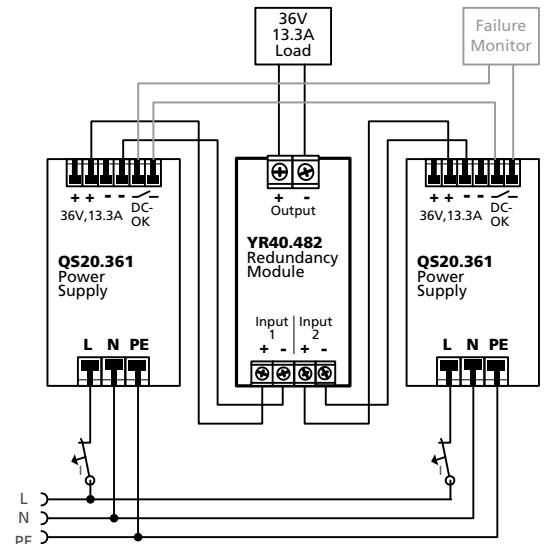 36V
13.3A
Load
Failure
Monitor
+ + - - DC-
OK
36V,13.3A
QS20.361
Power
Supply
L N PE
+ -
Output
YR40.482
Redundancy
Module
Input
1
Input
2
+ - + -
+ + - - DC-
OK
36V,13.3A
QS20.361
Power
Supply
L N PE
I
I
L
N
PE